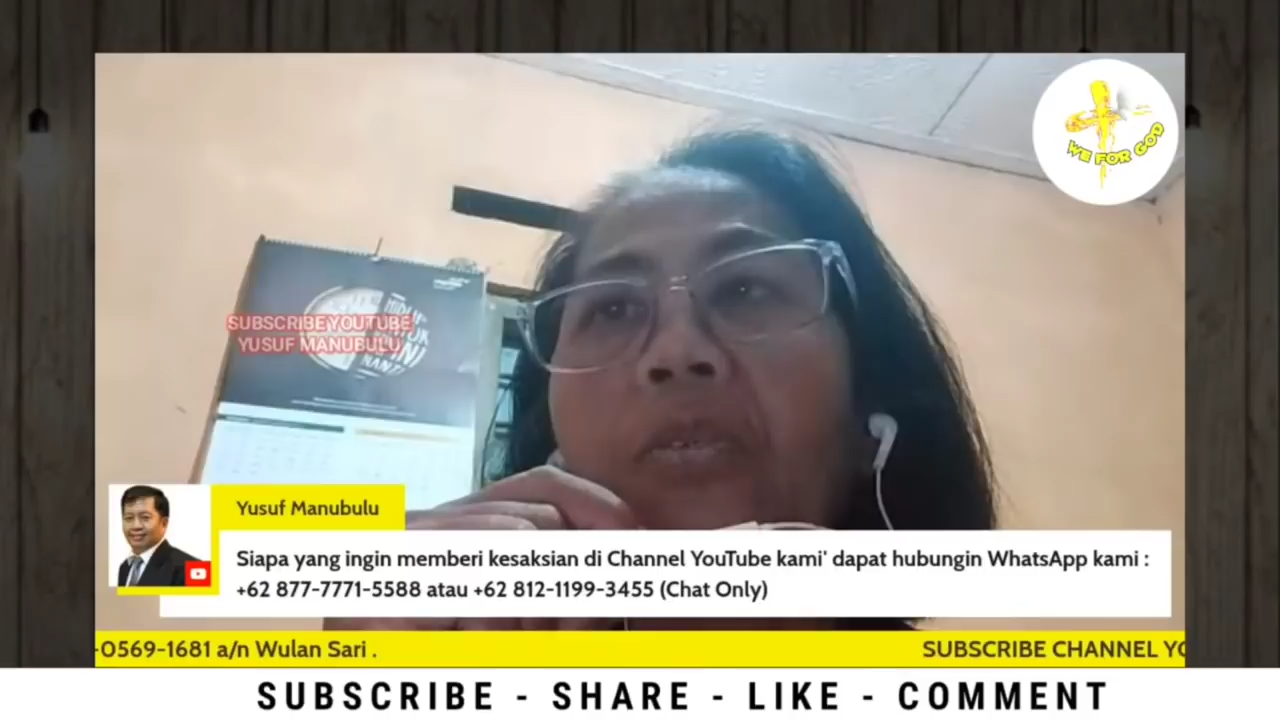 WE FOR GOD
SUBSCRIBE YOUTUBE
YUSUF MANUBULU
Yusuf Manubulu
Siapa yang ingin memberi kesaksian di Channel YouTube kami' dapat hubungin WhatsApp kami :
+62 877-7771-5588 atau +62 812-1199-3455 (Chat Only)
-0569-1681 a/n Wulan Sari .
SUBSCRIBE CHANNEL YO
SUBSCRIBE - SHARE - LIKE - COMMENT